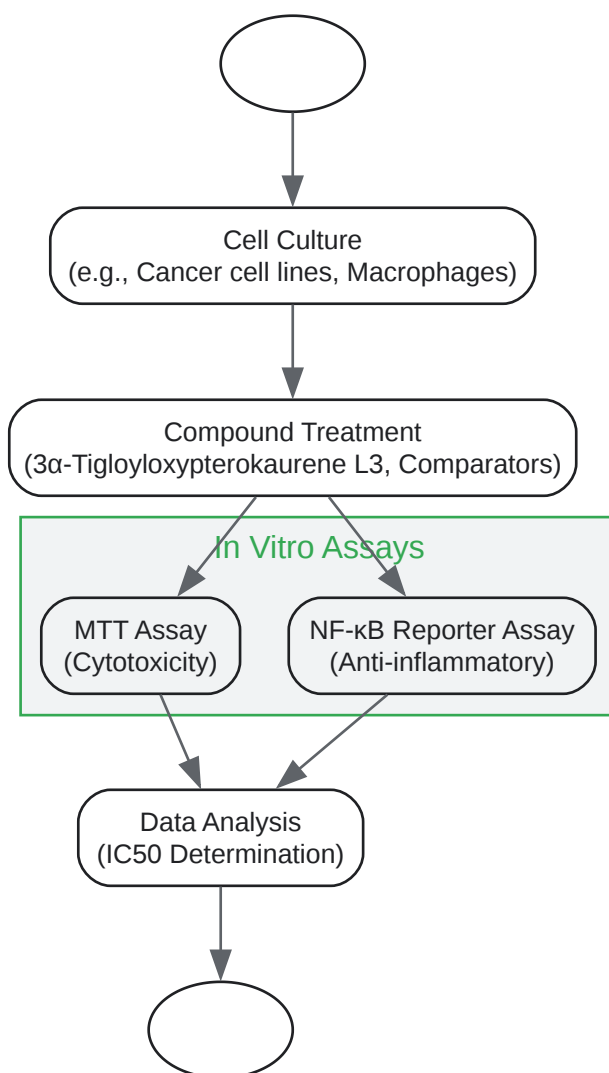 Cell Culture
(e.g., Cancer cell lines, Macrophages)
Compound Treatment
(3α-Tigloyloxypterokaurene L3, Comparators)
In Vitro Assays
MTT Assay
(Cytotoxicity)
NF-κB Reporter Assay
(Anti-inflammatory)
Data Analysis
(IC50 Determination)